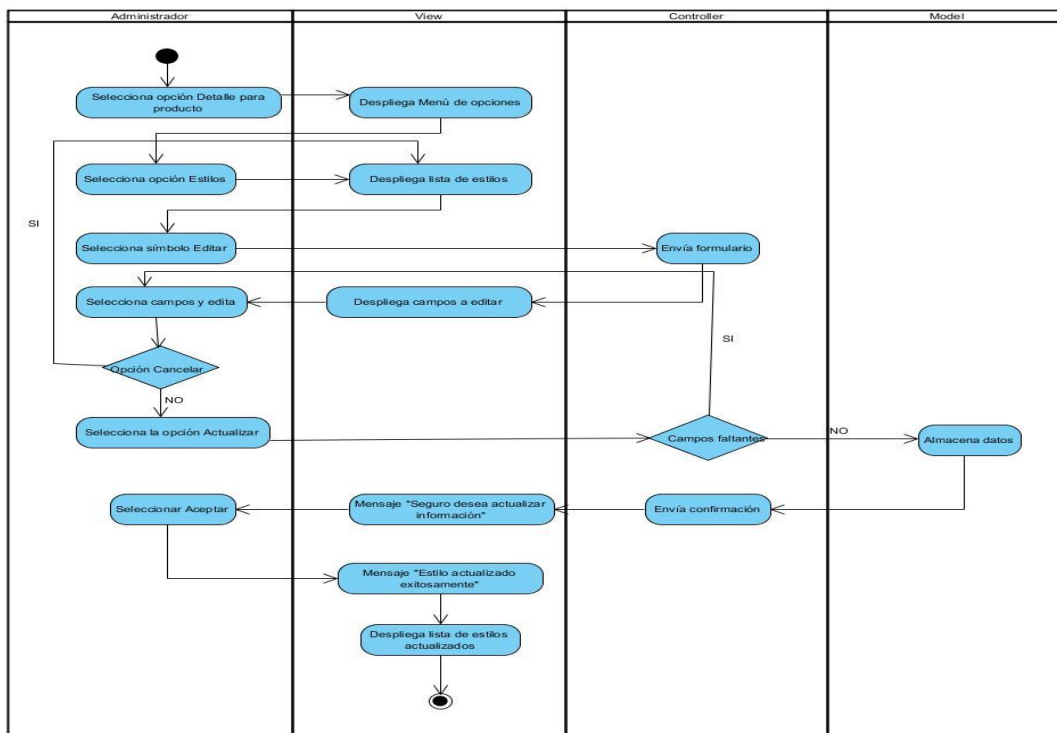 Administrador
View
Controller
Model
Selecciona opción Detalle para
producto
Despliega Menú de opciones
Selecciona opción Estilos
Despliega lista de estilos
SI
Selecciona símbolo Editar
Envía formulario
Selecciona campos y edita
Despliega campos a editar
SI
Opción Cancelar
NO
Selecciona la opción Actualizar
Campos faltantes
NO
Almacena datos
Seleccionar Aceptar
Mensaje "Seguro desea actualizar
información"
Envía confirmación
Mensaje "Estilo actualizado
exitosamente"
Despliega lista de estilos
actualizados